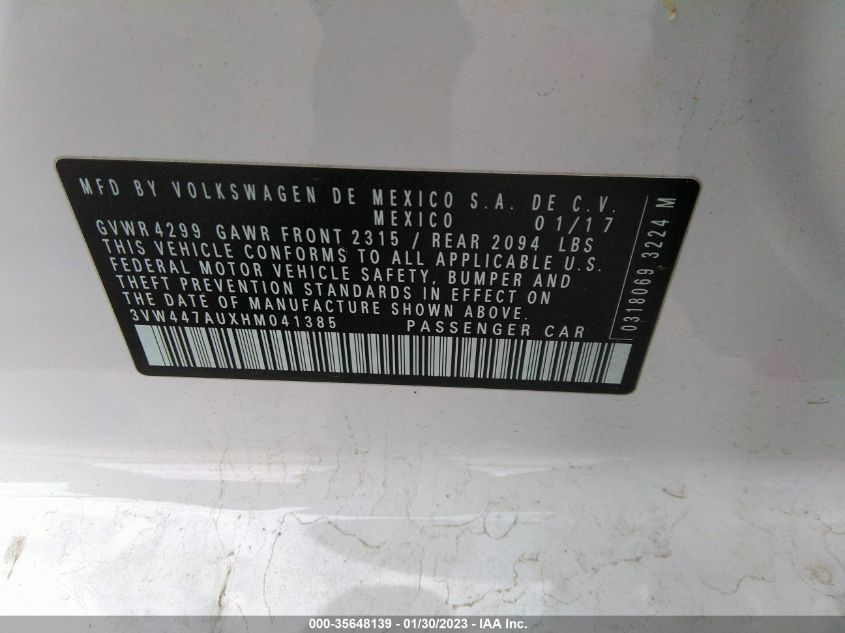 MFD BY VOLKSWAGEN DE MEXICO S.A. DE C.V.
MEXICO 01/17
GVWR 4299 GAWR FRONT 2315 / REAR 2094 LBS
THIS VEHICLE CONFORMS TO ALL APPLICABLE U.S.
FEDERAL MOTOR VEHICLE SAFETY, BUMPER AND
THEFT PREVENTION STANDARDS IN EFFECT ON
THE DATE OF MANUFACTURE SHOWN ABOVE.
3VW447AUXHM041385 PASSENGER CAR
0318069 3224 M
000-35648139 - 01/30/2023 - IAA Inc.